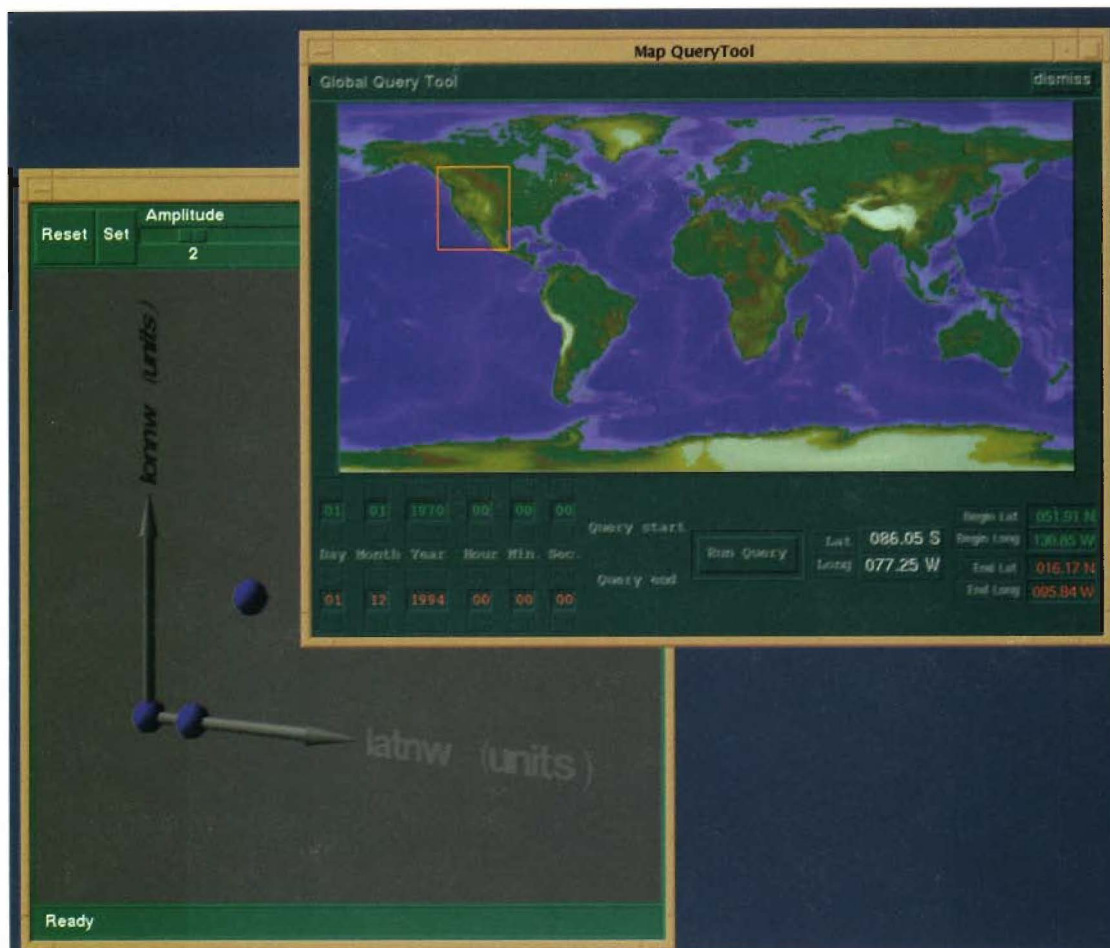 Map QueryTool
Global Query Tool
dismiss
Reset
Set
Amplitude
2
lonnw (units)
latnw (units)
Ready
01 01 1970 00 00 00
Query start
Day Month Year Hour Min. Sec.
Query end
01 12 1994 00 00 00
Run Query
Lat 086.05 S
Long 077.25 W
Begin Lat 051.91 N
Begin Long 130.85 W
End Lat 016.17 N
End Long 095.84 W